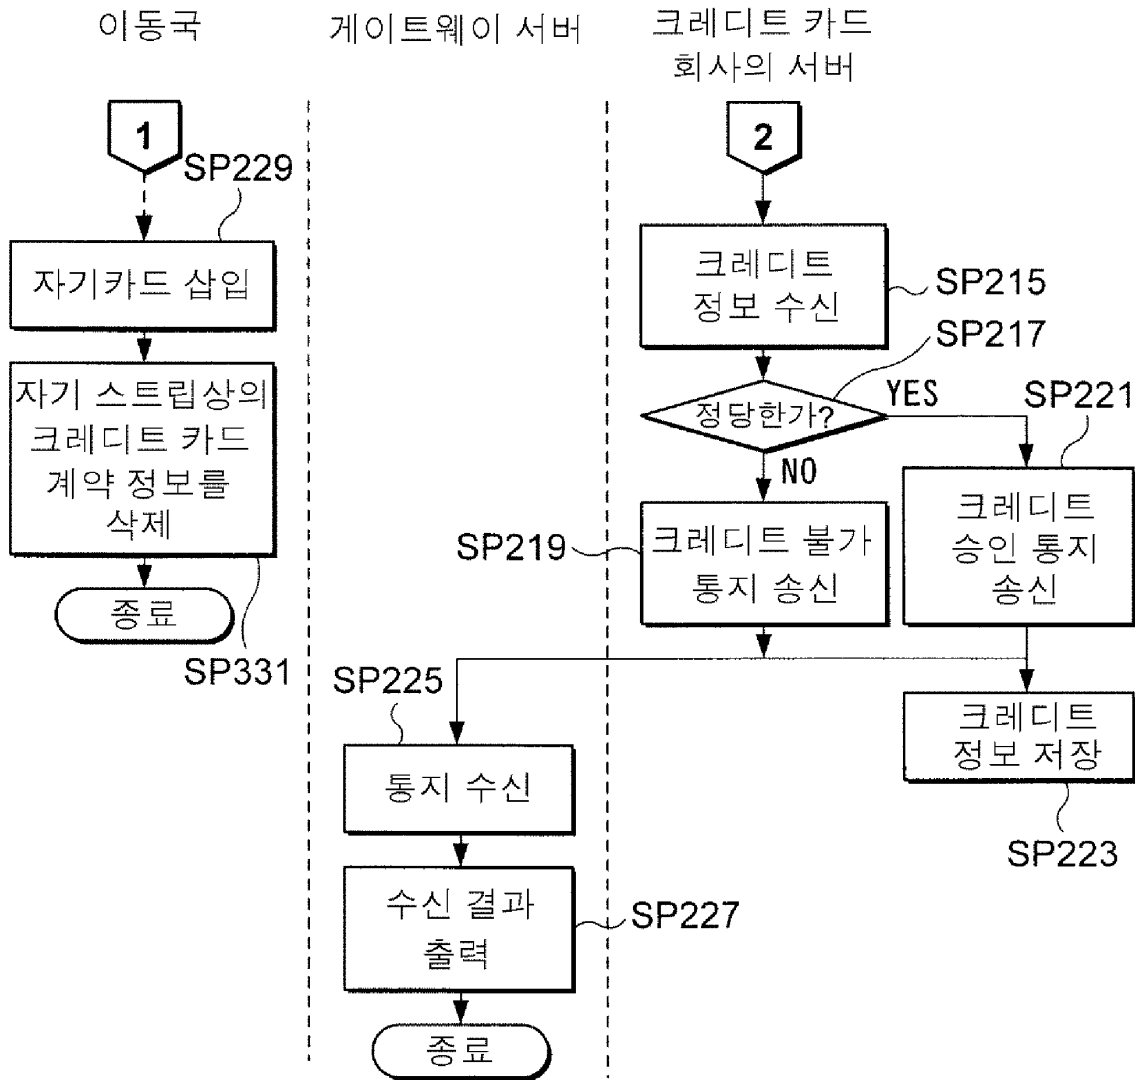 이동국
게이트웨이 서버
크레디트 카드
회사의 서버
1
2
SP229
자기카드 삽입
크레디트
정보 수신
SP215
SP217
자기 스트립상의
크레디트 카드
계약 정보를
삭제
정당한가?
YES
SP221
NO
SP219
크레디트 불가
통지 송신
크레디트
승인 통지
송신
종료
SP331
SP225
크레디트
정보 저장
통지 수신
SP223
수신 결과
출력
SP227
종료